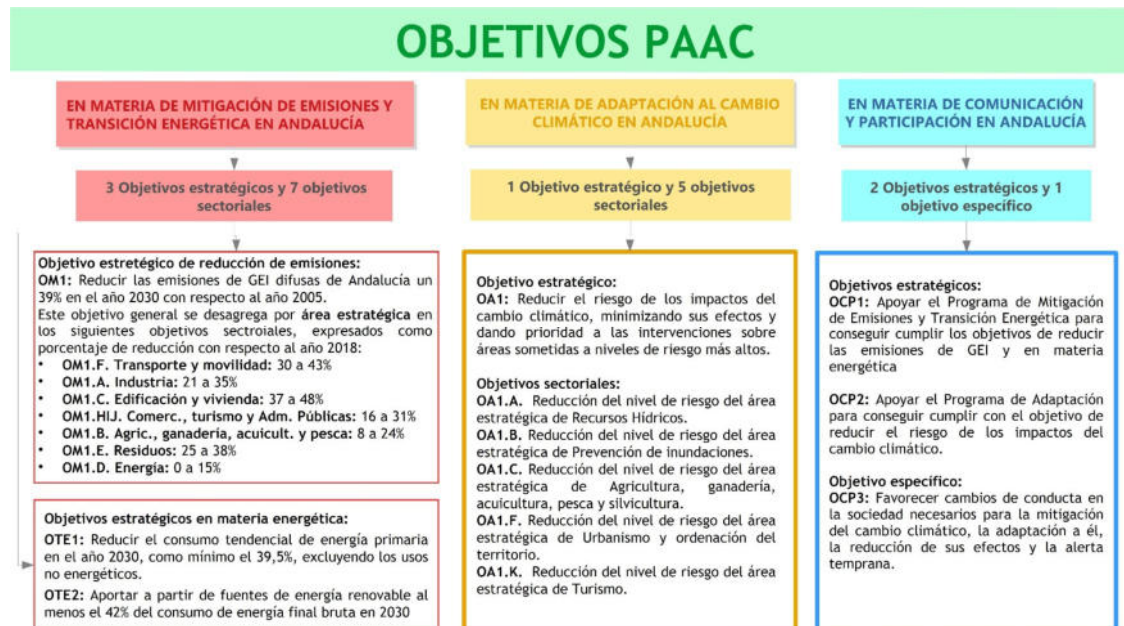 OBJETIVOS PAAC
EN MATERIA DE MITIGACIÓN DE EMISIONES Y
TRANSICIÓN ENERGÉTICA EN ANDALUCÍA
3 Objetivos estratégicos y 7 objetivos
sectoriales
Objetivo estretégico de reducción de emisiones:
OM1: Reducir las emisiones de GEI difusas de Andalucía un
39% en el año 2030 con respecto al año 2005.
Este objetivo general se desagrega por área estratégica en
los siguientes objetivos sectroiales, expresados como
porcentaje de reducción con respecto al año 2018:
• OM1.F. Transporte y movilidad: 30 a 43%
• OM1.A. Industria: 21 a 35%
• OM1.C. Edificación y vivienda: 37 a 48%
• OM1.HIJ. Comerc., turismo y Adm. Públicas: 16 a 31%
• OM1.B. Agric., ganadería, acuicult. y pesca: 8 a 24%
• OM1.E. Residuos: 25 a 38%
• OM1.D. Energía: 0 a 15%
Objetivos estratégicos en materia energética:
OTE1: Reducir el consumo tendencial de energía primaria
en el año 2030, como mínimo el 39,5%, excluyendo los usos
no energéticos.
OTE2: Aportar a partir de fuentes de energía renovable al
menos el 42% del consumo de energía final bruta en 2030
EN MATERIA DE ADAPTACIÓN AL CAMBIO
CLIMÁTICO EN ANDALUCÍA
1 Objetivo estratégico y 5 objetivos
sectoriales
Objetivo estratégico:
OA1: Reducir el riesgo de los impactos del
cambio climático, minimizando sus efectos y
dando prioridad a las intervenciones sobre
áreas sometidas a niveles de riesgo más altos.
Objetivos sectoriales:
OA1.A. Reducción del nivel de riesgo del área
estratégica de Recursos Hídricos.
OA1.B. Reducción del nivel de riesgo del área
estratégica de Prevención de inundaciones.
OA1.C. Reducción del nivel de riesgo del área
estratégica de Agricultura, ganadería,
acuicultura, pesca y silvicultura.
OA1.F. Reducción del nivel de riesgo del área
estratégica de Urbanismo y ordenación del
territorio.
OA1.K. Reducción del nivel de riesgo del área
estratégica de Turismo.
EN MATERIA DE COMUNICACIÓN
Y PARTICIPACIÓN EN ANDALUCÍA
2 Objetivos estratégicos y 1
objetivo específico
Objetivos estratégicos:
OCP1: Apoyar el Programa de Mitigación
de Emisiones y Transición Energética para
conseguir cumplir los objetivos de reducir
las emisiones de GEI y en materia
energética
OCP2: Apoyar el Programa de Adaptación
para conseguir cumplir con el objetivo de
reducir el riesgo de los impactos del
cambio climático.
Objetivo específico:
OCP3: Favorecer cambios de conducta en
la sociedad necesarios para la mitigación
del cambio climático, la adaptación a él,
la reducción de sus efectos y la alerta
temprana.